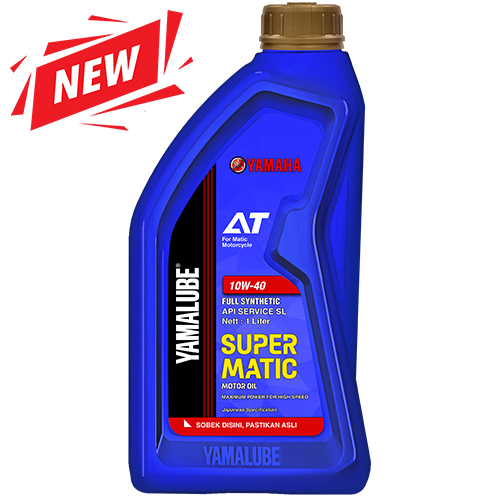 NEW
YAMAHA
AT
For Matic
Motorcycle
10W-40
FULL SYNTHETIC
API SERVICE SL
Nett : 1 Liter
YAMALUBE®
SUPER
MATIC
MOTOR OIL
MAXIMUM POWER FOR HIGH SPEED
Japanese Specification
SOBEK DISINI, PASTIKAN ASLI
YAMALUBE